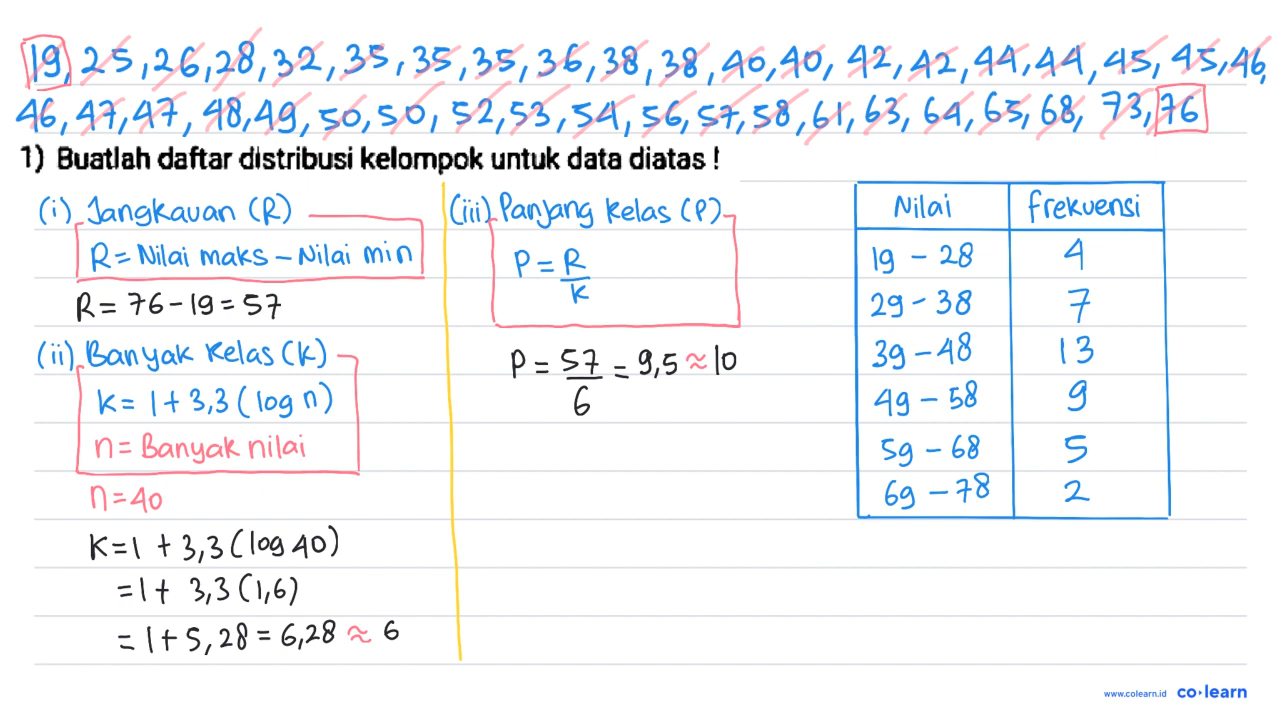 19, 25, 26, 28, 32, 35, 35, 35, 36, 38, 38, 40, 40, 42, 42, 44, 44, 45, 45, 46,
46, 47, 47, 48, 49, 50, 50, 52, 53, 54, 56, 57, 58, 61, 63, 64, 65, 68, 73, 76
1) Buatlah daftar distribusi kelompok untuk data diatas !
(i) Jangkauan (R)
R = Nilai maks - Nilai min
R = 76 - 19 = 57
(ii) Banyak kelas (k)
k = 1 + 3,3 (log n)
n = Banyak nilai
n = 40
k = 1 + 3,3 (log 40)
= 1 + 3,3 (1,6)
= 1 + 5,28 = 6,28 ≈ 6
(iii) Panjang kelas (P)
P = R
k
P = 57 = 9,5 ≈ 10
6
Nilai frekuensi
19 - 28 4
29 - 38 7
39 - 48 13
49 - 58 9
59 - 68 5
69 - 78 2
www.colearn.id co·learn